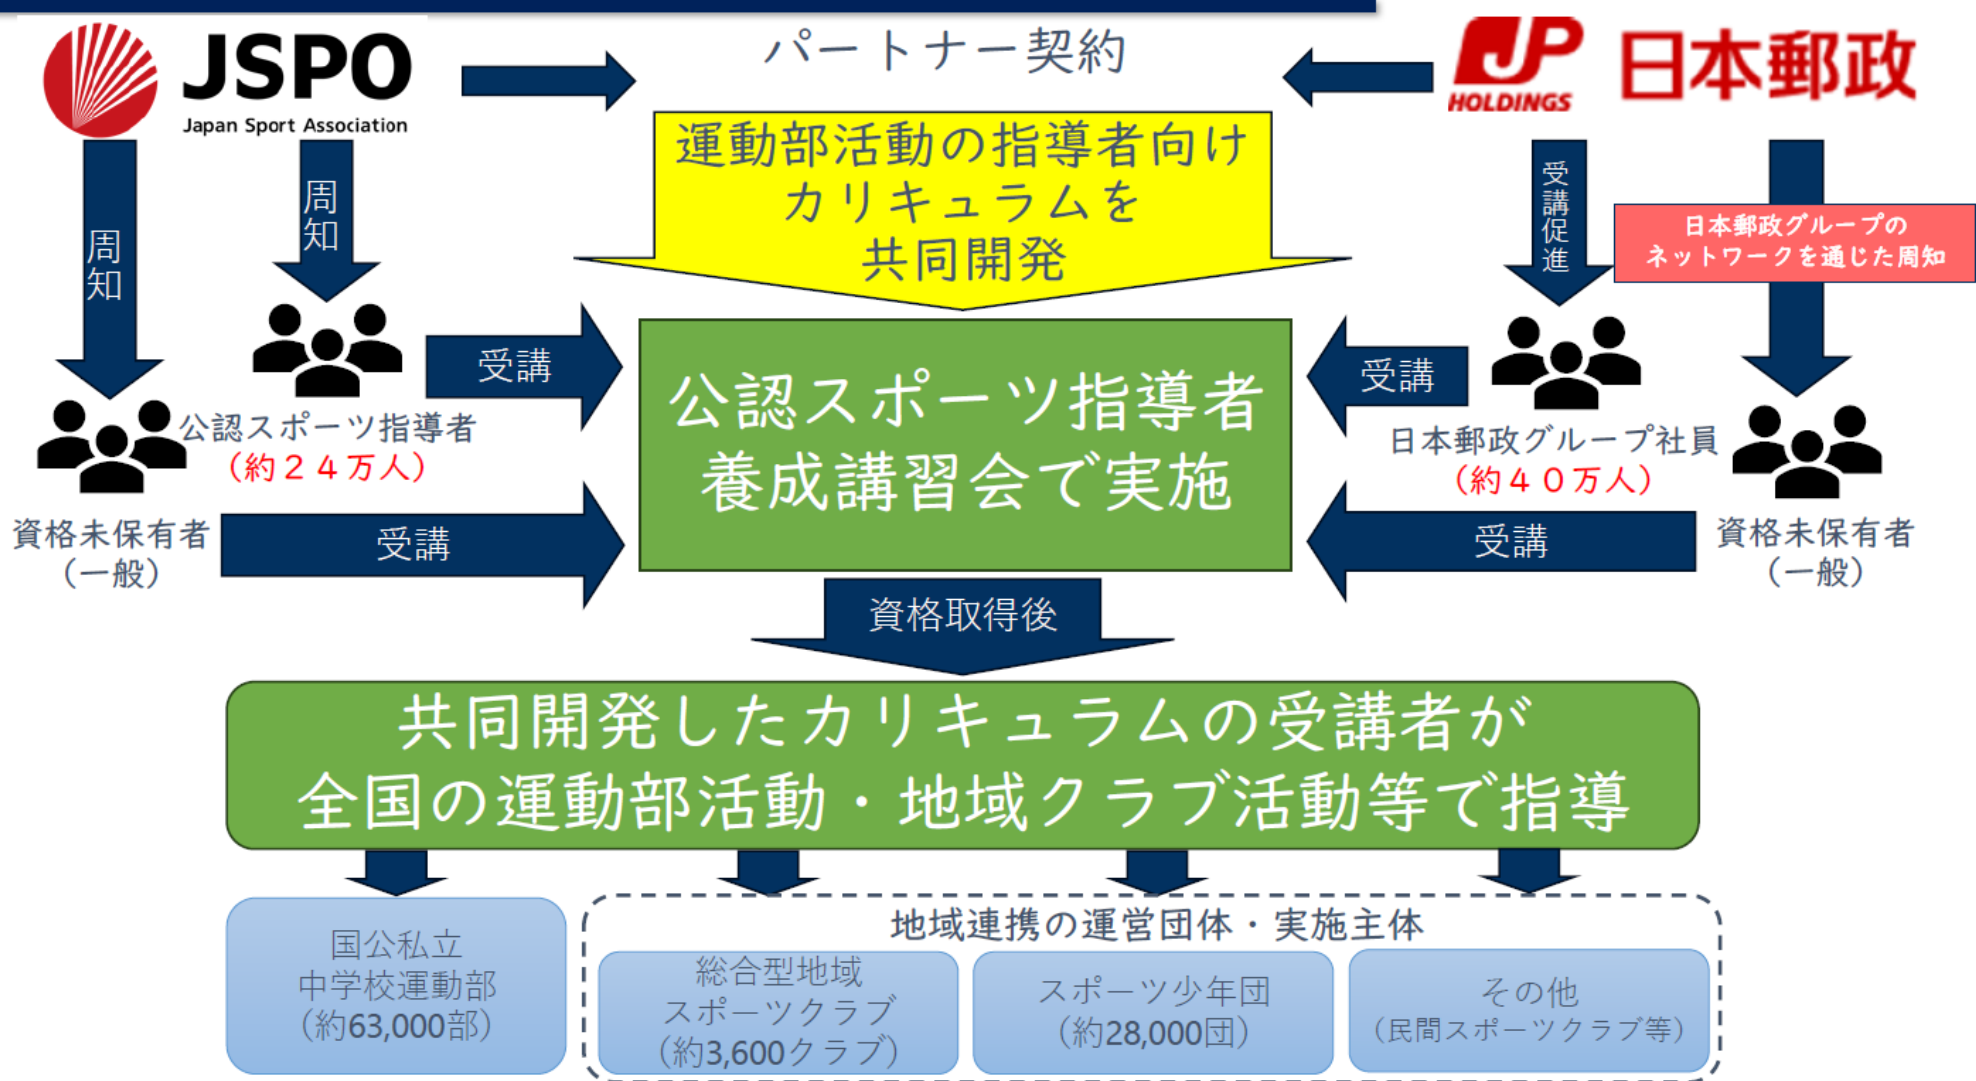 JSPO
Japan Sport Association
パートナー契約
JP
HOLDINGS
日本郵政
運動部活動の指導者向け
カリキュラムを
共同開発
周知
周知
受講促進
日本郵政グループの
ネットワークを通じた周知
受講
公認スポーツ指導者
(約24万人)
公認スポーツ指導者
養成講習会で実施
受講
日本郵政グループ社員
(約40万人)
資格未保有者
(一般)
受講
受講
資格未保有者
(一般)
資格取得後
共同開発したカリキュラムの受講者が
全国の運動部活動・地域クラブ活動等で指導
国公私立
中学校運動部
(約63,000部)
地域連携の運営団体・実施主体
総合型地域
スポーツクラブ
(約3,600クラブ)
スポーツ少年団
(約28,000団)
その他
(民間スポーツクラブ等)